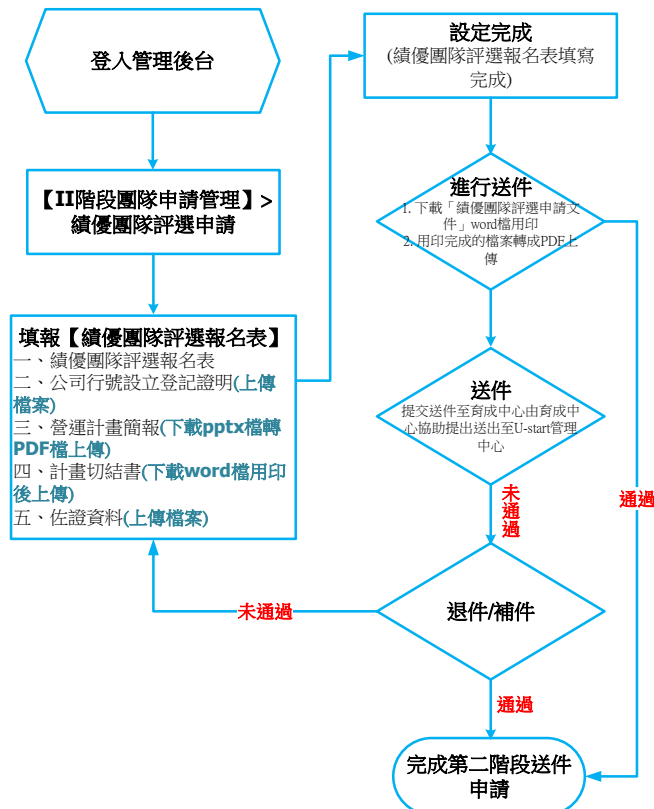 登入管理後台
【II階段團隊申請管理】>
績優團隊評選申請
填報【績優團隊評選報名表】
一、績優團隊評選報名表
二、公司行號設立登記證明(上傳
檔案)
三、營運計畫簡報(下載pptx檔轉
PDF檔上傳)
四、計畫切結書(下載word檔用印
後上傳)
五、佐證資料(上傳檔案)
設定完成
(績優團隊評選報名表填寫
完成)
進行送件
1. 下載「績優團隊評選申請文
件」word檔用印
2. 用印完成的檔案轉成PDF上
傳
送件
提交送件至育成中心由育成中
心協助提出送出至U-start管理
中心
未
通
過
通過
退件/補件
未通過
通過
完成第二階段送件
申請